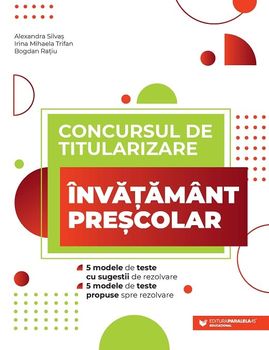 Alexandra Silvaș
Irina Mihaela Trifan
Bogdan Rațiu
CONCURSUL DE
TITULARIZARE
ÎNVĂȚĂMÂNT
PREȘCOLAR
5 modele de teste
cu sugestii de rezolvare
5 modele de teste
propuse spre rezolvare
EDITURA PARALELA 45
EDUCAȚIONAL